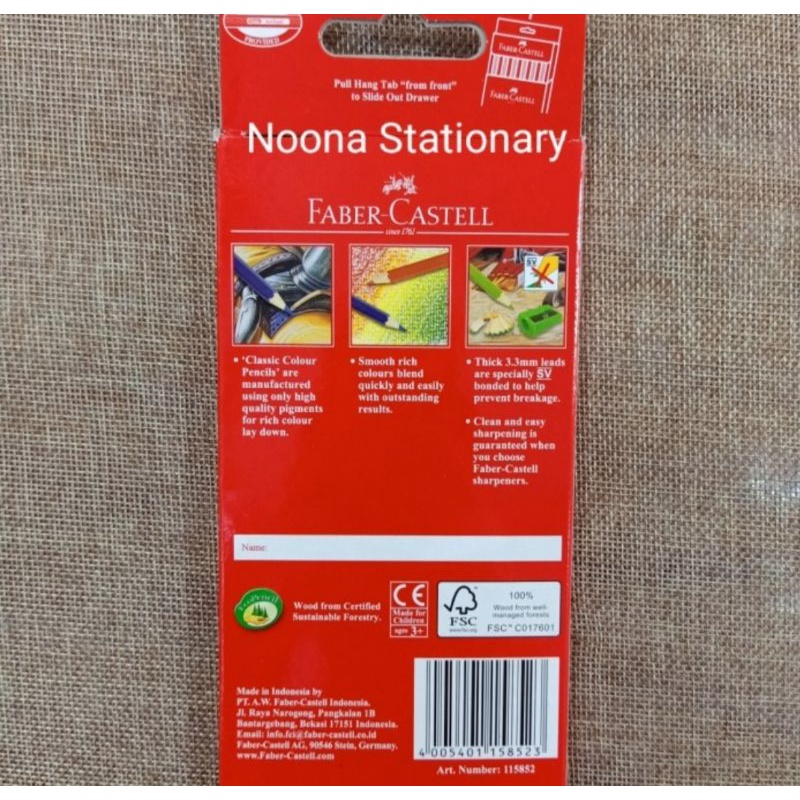 PROVIDED
Pull Hang Tab "from front"
to Slide Out Drawer
FABER-CASTELL
FABER-CASTELL
Noona Stationary
FABER-CASTELL
since 1761
SV
• 'Classic Colour
Pencils' are
manufactured
using only high
quality pigments
for rich colour
lay down.
• Smooth rich
colours blend
quickly and easily
with outstanding
results.
• Thick 3.3mm leads
are specially SV
bonded to help
prevent breakage.
• Clean and easy
sharpening is
guaranteed when
you choose
Faber-Castell
sharpeners.
Name:
EcoPencil
Wood from Certified
Sustainable Forestry.
CE
Made for
Children
ages 3+
FSC
www.fsc.org
100%
Wood from well-
managed forests
FSC™ C017601
Made in Indonesia by
PT. A.W. Faber-Castell Indonesia.
Jl. Raya Narogong, Pangkalan 1B
Bantargebang, Bekasi 17151 Indonesia.
Email: info.fci@faber-castell.co.id
Faber-Castell AG, 90546 Stein, Germany.
www.Faber-Castell.com
4 005401 158523
Art. Number: 115852